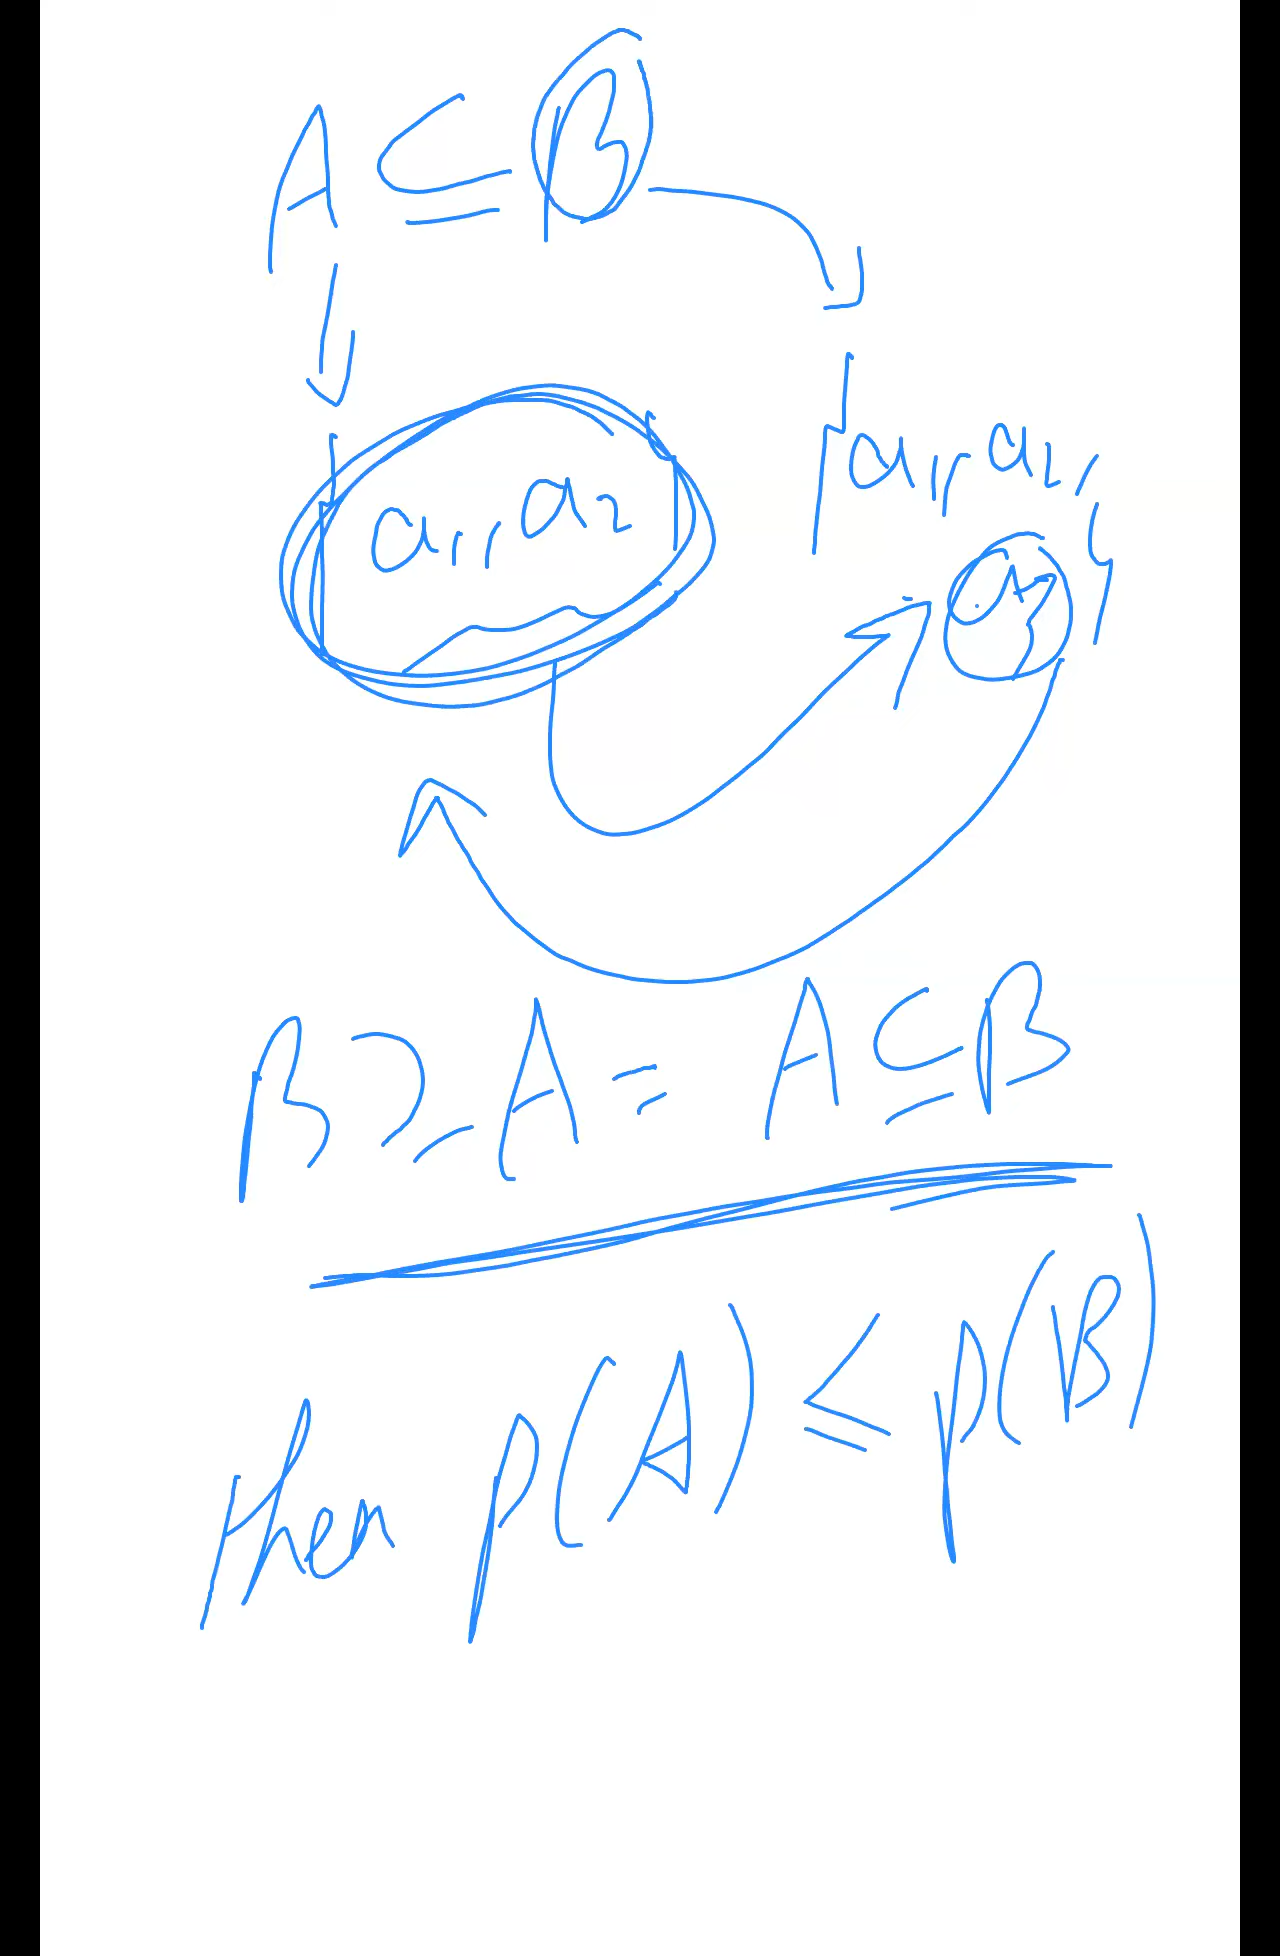 A ⊆ B
{a₁, a₂}
{a₁, a₂,
a₃}
B ⊇ A = A ⊆ B
then p(A) ≤ p(B)